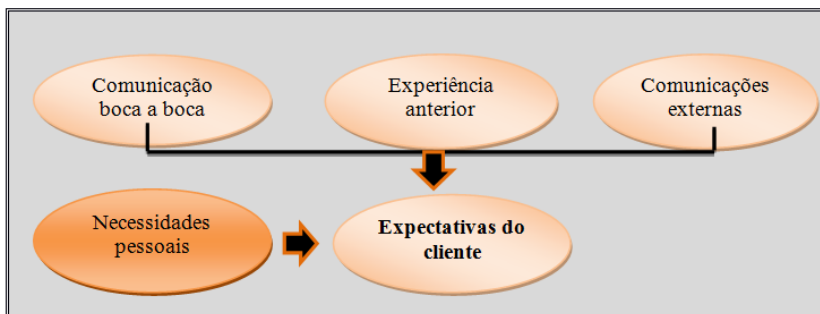 Comunicação
boca a boca
Experiência
anterior
Comunicações
externas
Necessidades
pessoais
Expectativas do
cliente